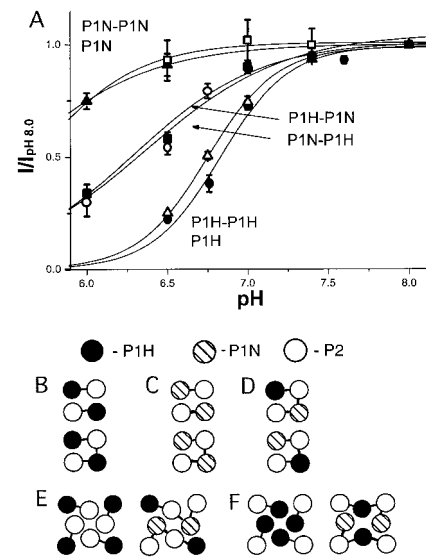 A
P1N-P1N
P1N
1.0
0.5
0.0
I/I pH 8.0
P1H-P1N
P1N-P1H
P1H-P1H
P1H
6.0 6.5 7.0 7.5 8.0
pH
- P1H - P1N - P2
B C D
E F